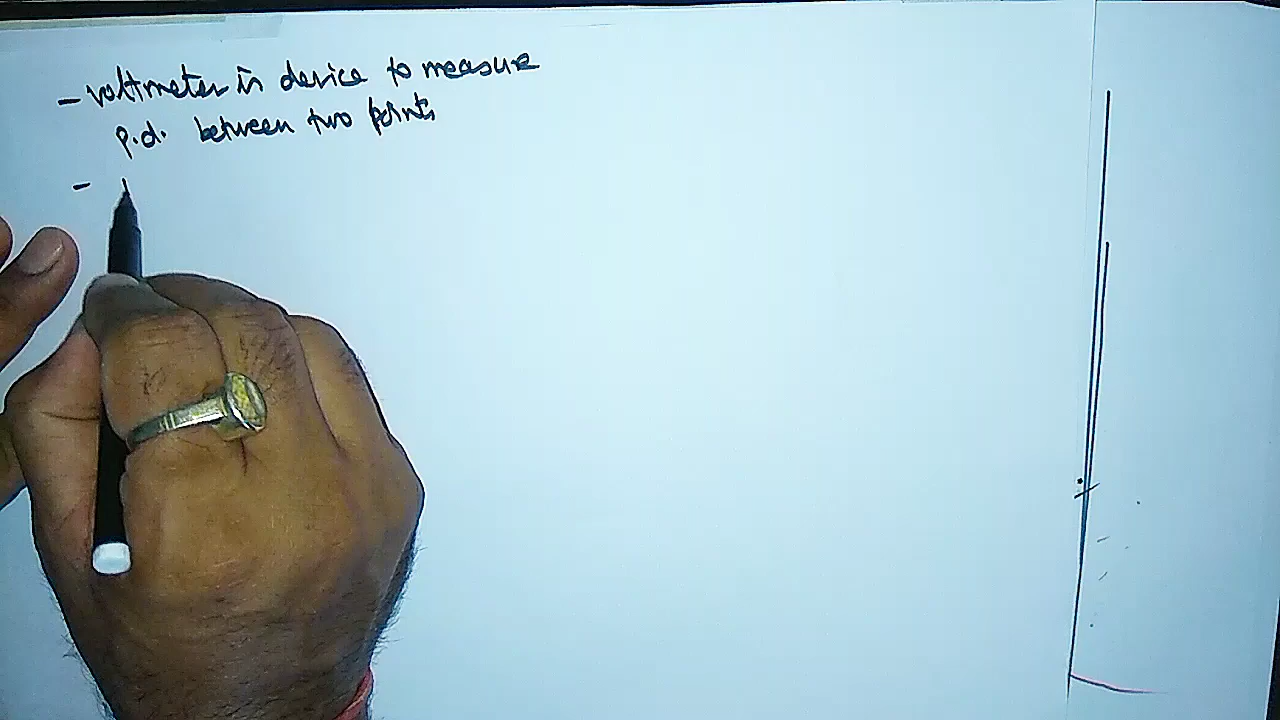 - voltmeter is device to measure
p.d. between two points
-